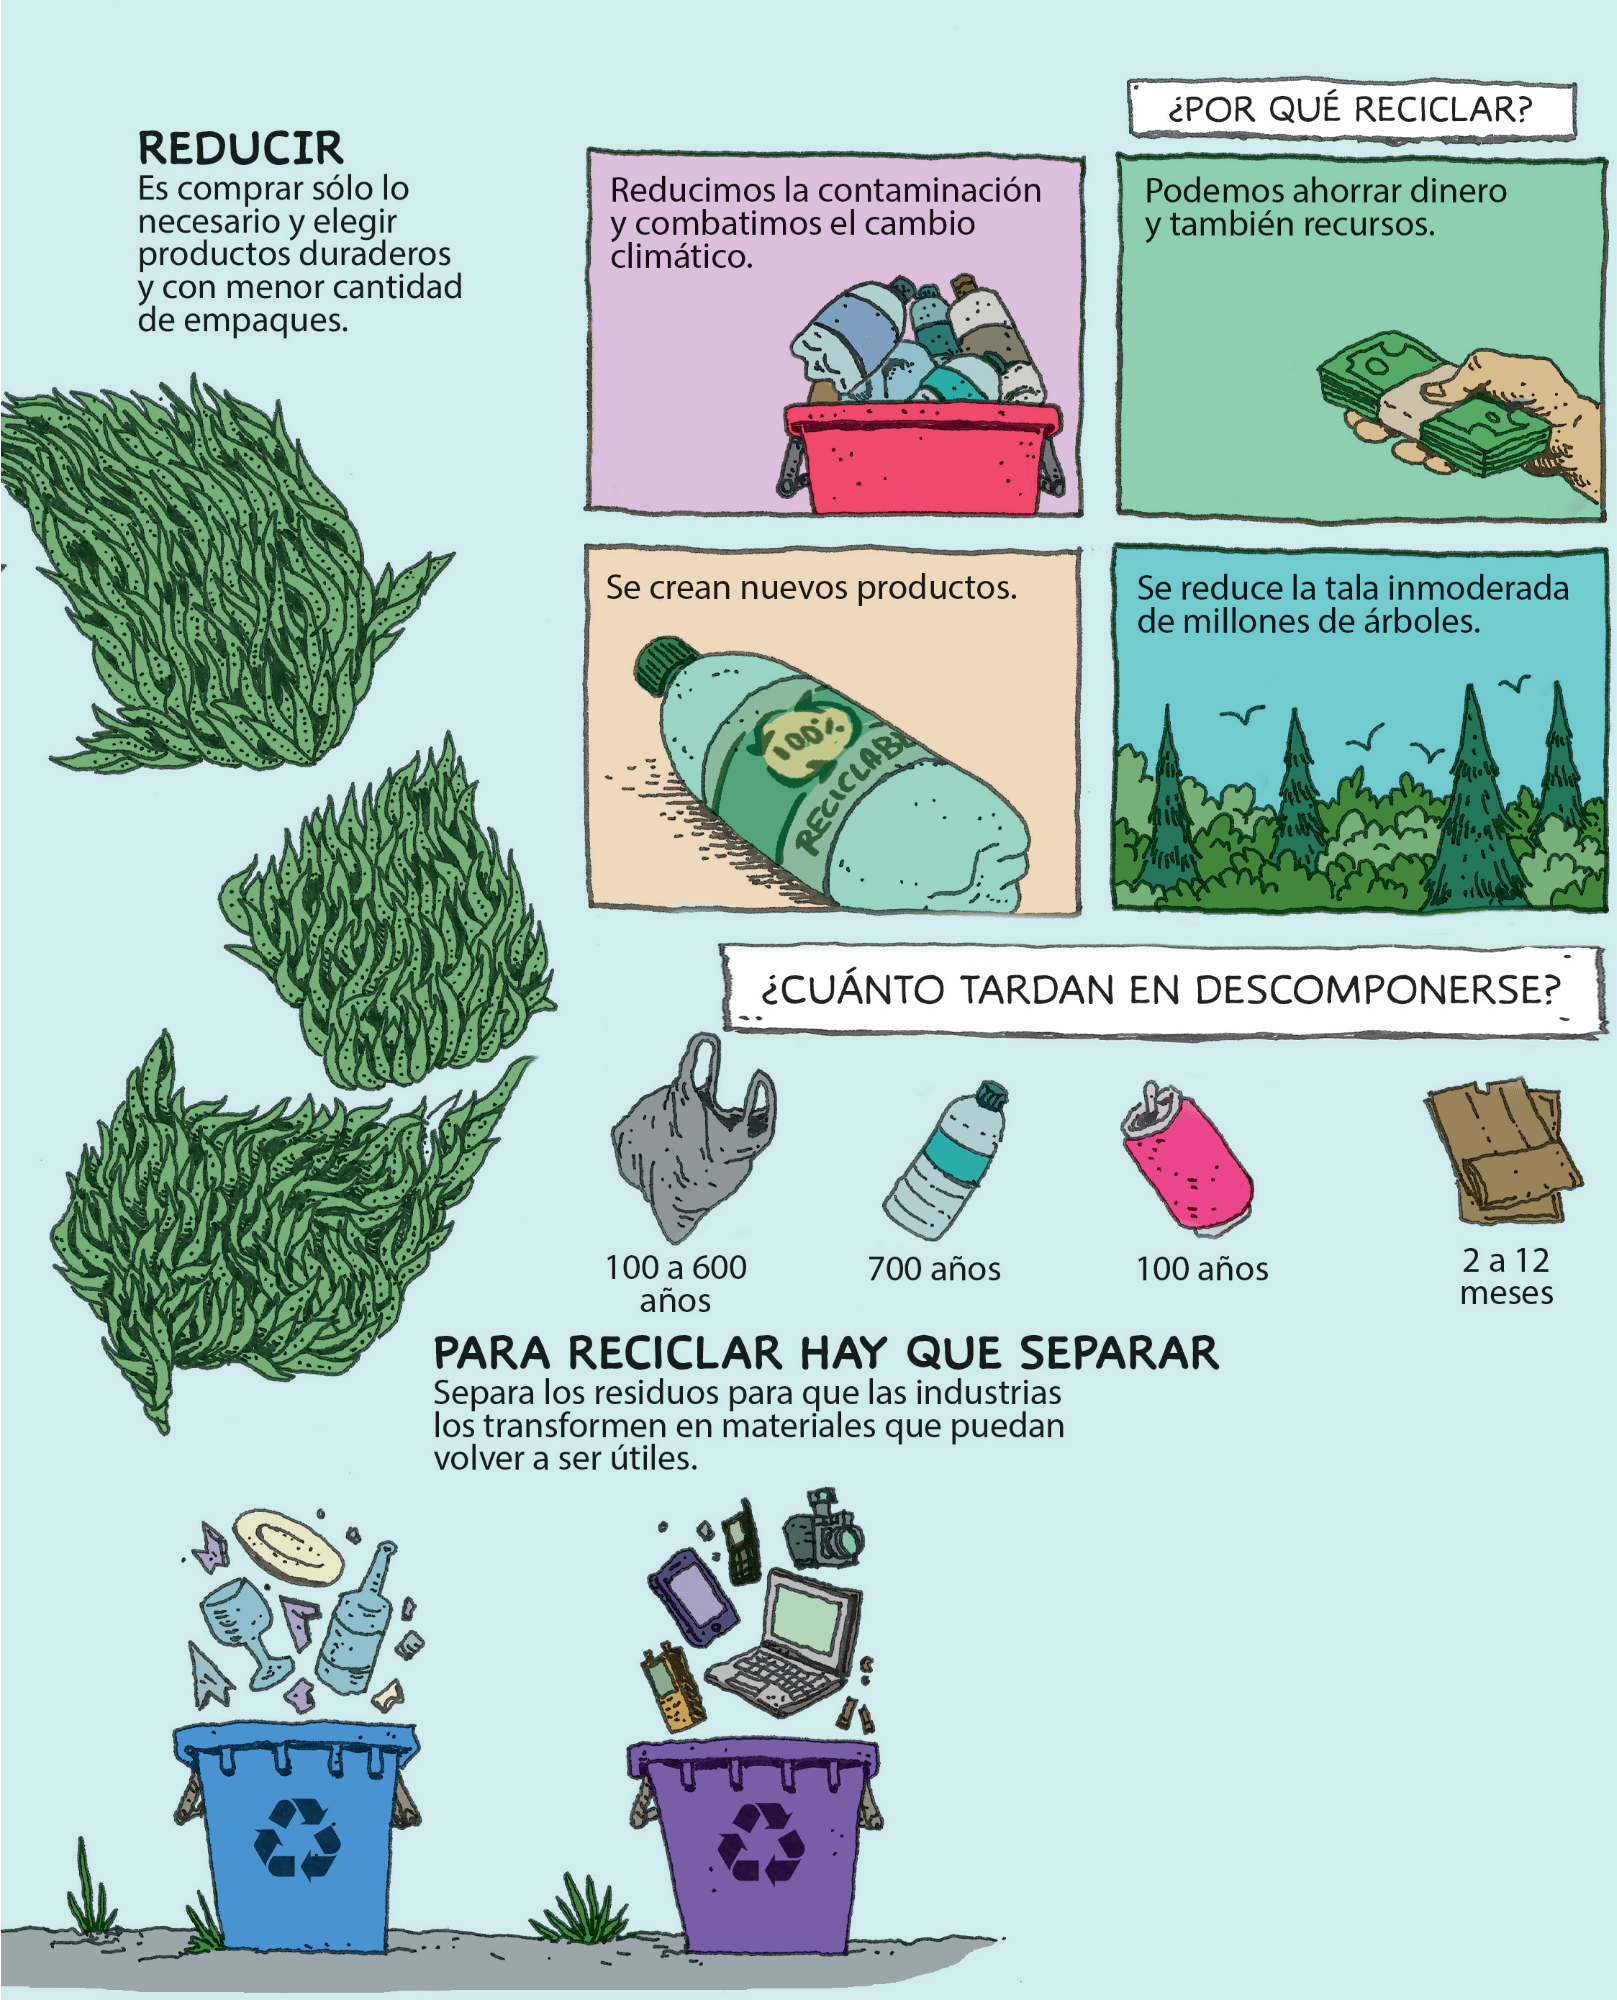 REDUCIR
Es comprar sólo lo
necesario y elegir
productos duraderos
y con menor cantidad
de empaques.
¿POR QUÉ RECICLAR?
Reducimos la contaminación
y combatimos el cambio
climático.
Podemos ahorrar dinero
y también recursos.
Se crean nuevos productos.
100%
RECICLABL
Se reduce la tala inmoderada
de millones de árboles.
¿CUÁNTO TARDAN EN DESCOMPONERSE?
100 a 600
años
700 años
100 años
2 a 12
meses
PARA RECICLAR HAY QUE SEPARAR
Separa los residuos para que las industrias
los transformen en materiales que puedan
volver a ser útiles.